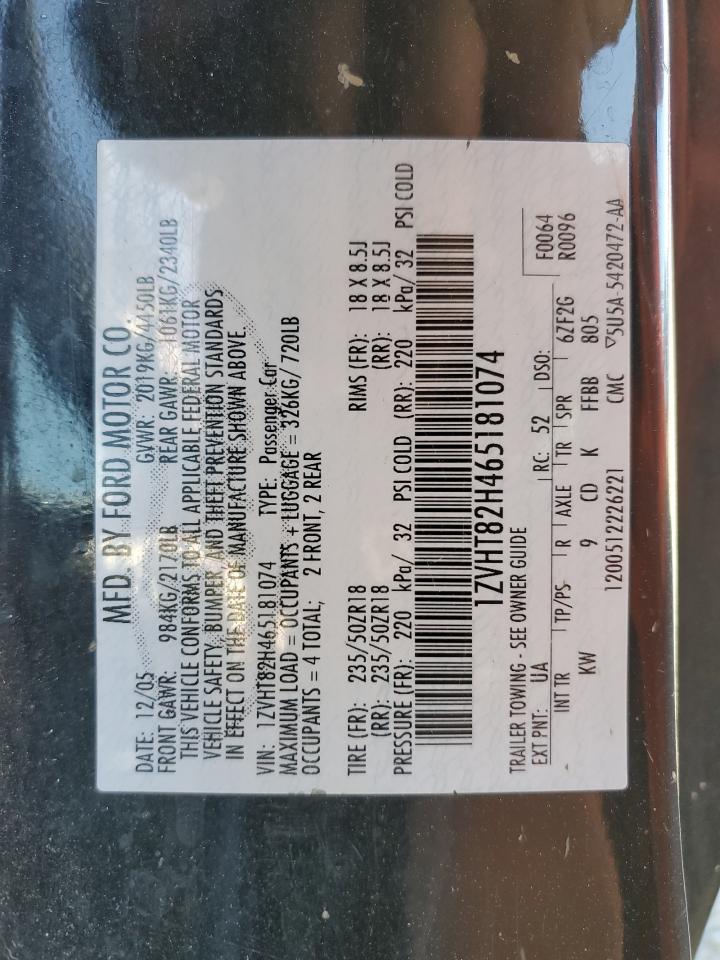 MFD. BY FORD MOTOR CO.
DATE: 12/05 GVWR: 2019KG/4450LB
FRONT GAWR: 984KG/2170LB REAR GAWR: 1061KG/2340LB
THIS VEHICLE CONFORMS TO ALL APPLICABLE FEDERAL MOTOR
VEHICLE SAFETY, BUMPER, AND THEFT PREVENTION STANDARDS
IN EFFECT ON THE DATE OF MANUFACTURE SHOWN ABOVE.
VIN: 1ZVHT82H465181074 TYPE: Passenger Car
MAXIMUM LOAD = OCCUPANTS + LUGGAGE = 326KG/720LB
OCCUPANTS = 4 TOTAL; 2 FRONT, 2 REAR
TIRE (FR): 235/50ZR18 RIMS (FR): 18 X 8.5J
(RR): 235/50ZR18 (RR): 18 X 8.5J
PRESSURE (FR): 220 kPa/ 32 PSI COLD (RR): 220 kPa/ 32 PSI COLD
1ZVHT82H465181074
TRAILER TOWING - SEE OWNER GUIDE F0064
EXT PNT: UA RC: 52 DSO: R0096
INT TR TP/PS R AXLE TR SPR 6ZF2G
KW 9 CD K FFBB 805
1200512226221 CMC ▽5U5A-5420472-AA